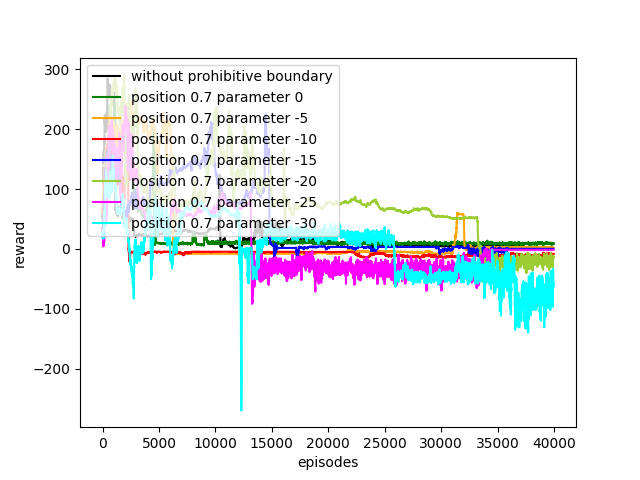 without prohibitive boundary
position 0.7 parameter 0
position 0.7 parameter -5
position 0.7 parameter -10
position 0.7 parameter -15
position 0.7 parameter -20
position 0.7 parameter -25
position 0.7 parameter -30
300
200
100
0
−100
−200
reward
0 5000 10000 15000 20000 25000 30000 35000 40000
episodes